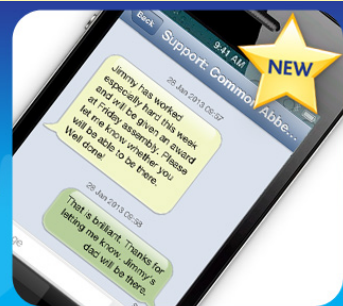 9:41 AM
Back
Support: Common Abbe...
NEW
28 Jan 2013 09:57
Jimmy has worked
especially hard this week
and will be given an award
at Friday assembly. Please
let me know whether you
will be able to be there.
Well done!
28 Jan 2013 09:58
That is brilliant. Thanks for
letting me know. Jimmy's
dad will be there.